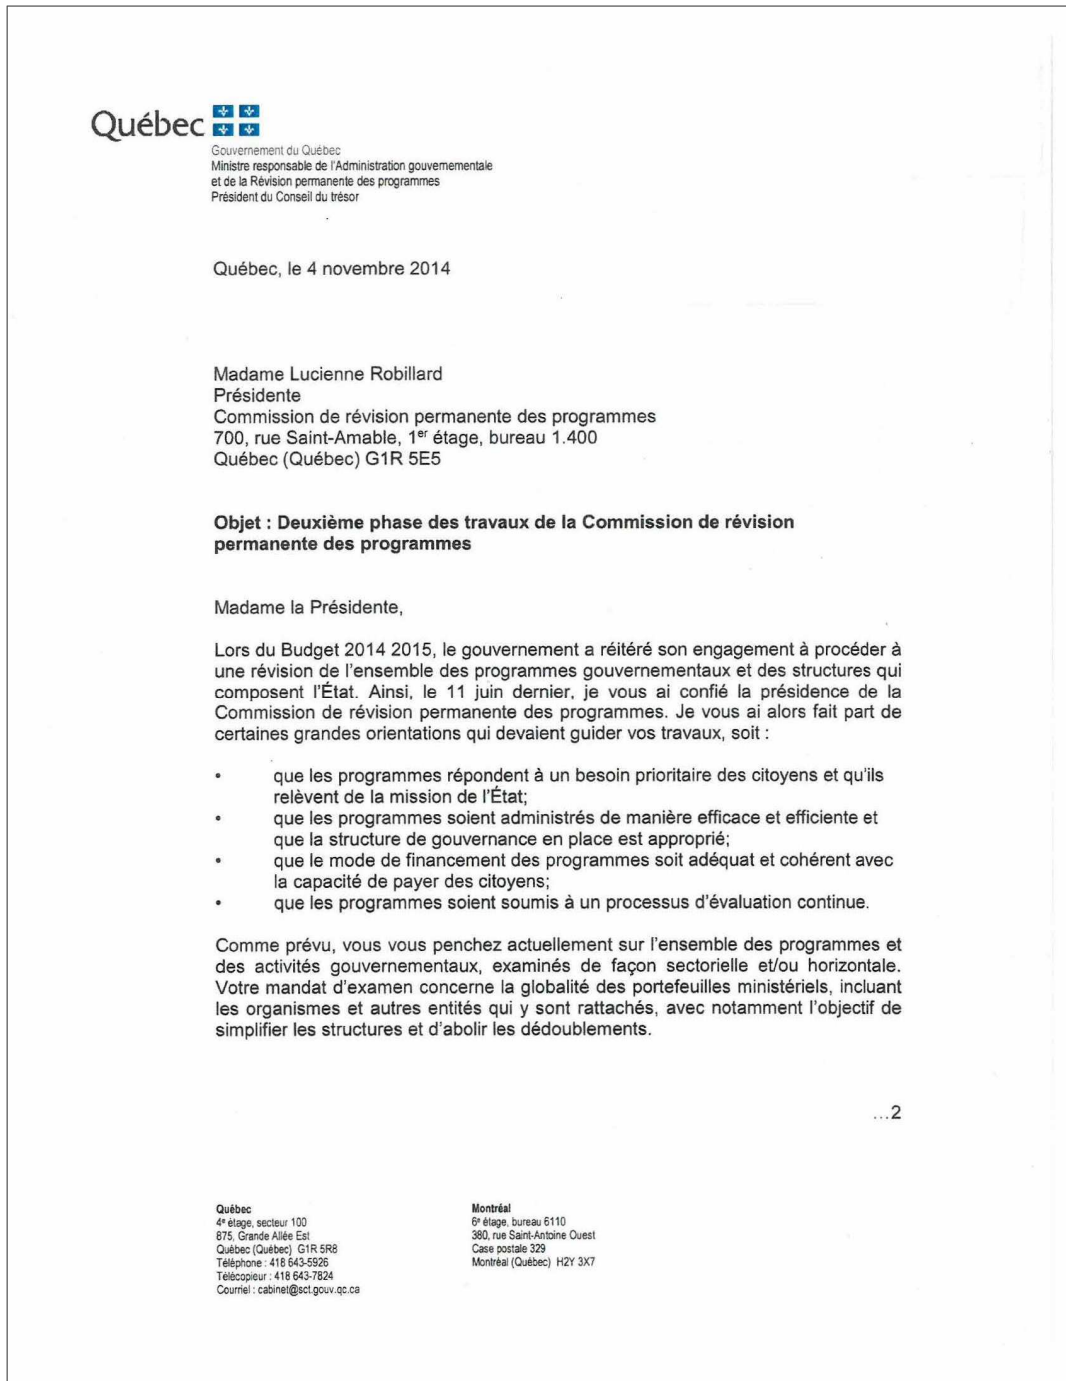 Québec
Gouvernement du Québec
Ministre responsable de l'Administration gouvernementale
et de la Révision permanente des programmes
Président du Conseil du trésor
Québec, le 4 novembre 2014
Madame Lucienne Robillard
Présidente
Commission de révision permanente des programmes
700, rue Saint-Amable, 1er étage, bureau 1.400
Québec (Québec) G1R 5E5
Objet : Deuxième phase des travaux de la Commission de révision
permanente des programmes
Madame la Présidente,
Lors du Budget 2014 2015, le gouvernement a réitéré son engagement à procéder à
une révision de l'ensemble des programmes gouvernementaux et des structures qui
composent l'État. Ainsi, le 11 juin dernier, je vous ai confié la présidence de la
Commission de révision permanente des programmes. Je vous ai alors fait part de
certaines grandes orientations qui devaient guider vos travaux, soit :
• que les programmes répondent à un besoin prioritaire des citoyens et qu'ils
relèvent de la mission de l'État;
• que les programmes soient administrés de manière efficace et efficiente et
que la structure de gouvernance en place est approprié;
• que le mode de financement des programmes soit adéquat et cohérent avec
la capacité de payer des citoyens;
• que les programmes soient soumis à un processus d'évaluation continue.
Comme prévu, vous vous penchez actuellement sur l'ensemble des programmes et
des activités gouvernementaux, examinés de façon sectorielle et/ou horizontale.
Votre mandat d'examen concerne la globalité des portefeuilles ministériels, incluant
les organismes et autres entités qui y sont rattachés, avec notamment l'objectif de
simplifier les structures et d'abolir les dédoublements.
...2
Québec
4e étage, secteur 100
875, Grande Allée Est
Québec (Québec) G1R 5R8
Téléphone : 418 643-5926
Télécopieur : 418 643-7824
Courriel : cabinet@sct.gouv.qc.ca
Montréal
6e étage, bureau 6110
380, rue Saint-Antoine Ouest
Case postale 329
Montréal (Québec) H2Y 3X7